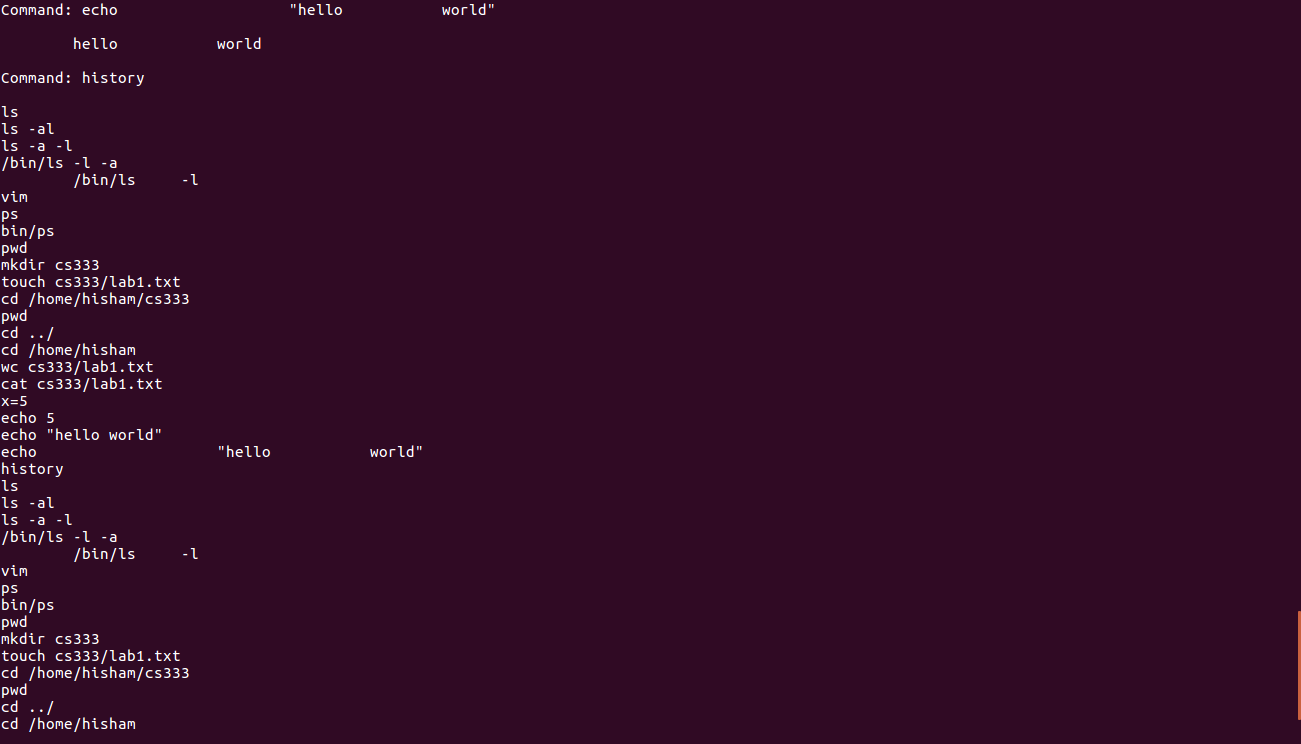 Command: echo                   "hello           world"
        hello           world
Command: history
ls
ls -al
ls -a -l
/bin/ls -l -a
        /bin/ls     -l
vim
ps
bin/ps
pwd
mkdir cs333
touch cs333/lab1.txt
cd /home/hisham/cs333
pwd
cd ../
cd /home/hisham
wc cs333/lab1.txt
cat cs333/lab1.txt
x=5
echo 5
echo "hello world"
echo                    "hello           world"
history
ls
ls -al
ls -a -l
/bin/ls -l -a
        /bin/ls     -l
vim
ps
bin/ps
pwd
mkdir cs333
touch cs333/lab1.txt
cd /home/hisham/cs333
pwd
cd ../
cd /home/hisham